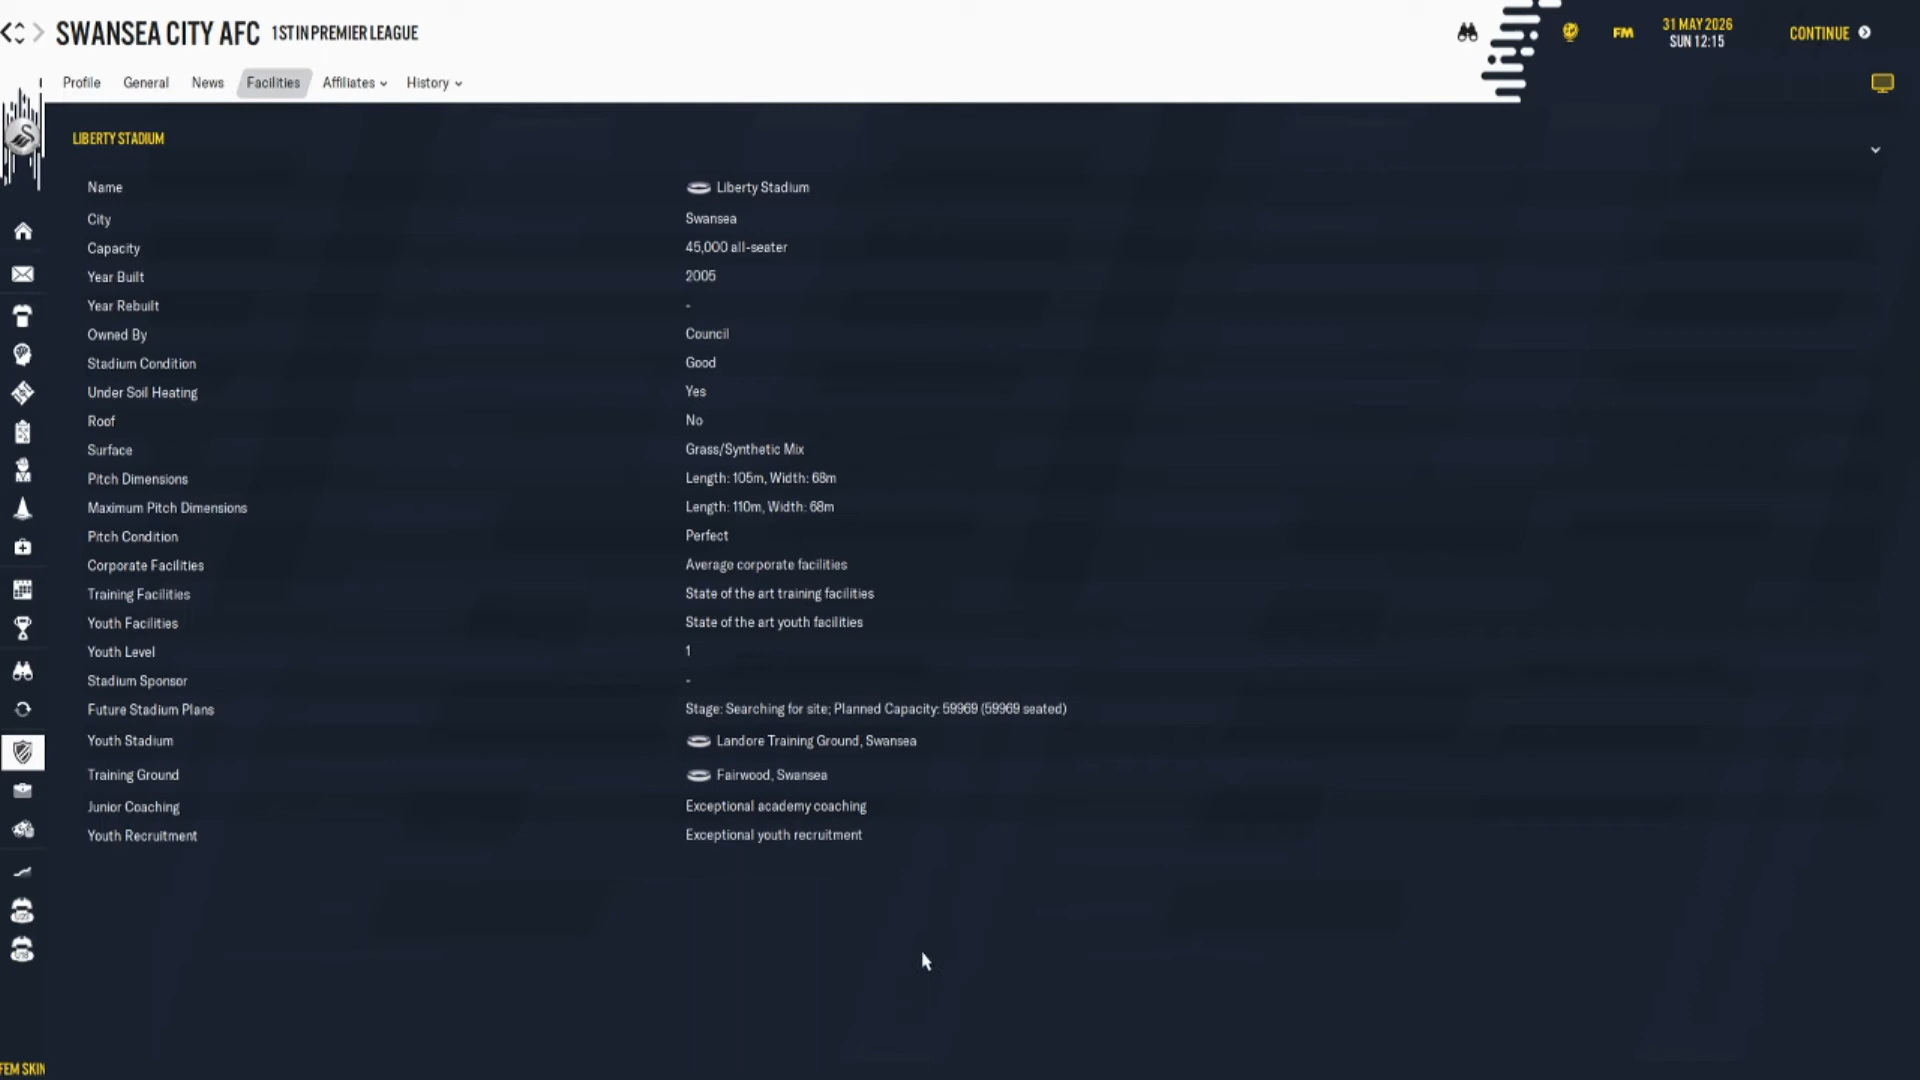 SWANSEA CITY AFC 1ST IN PREMIER LEAGUE
FM
31 MAY 2026
SUN 12:15
CONTINUE
Profile General News Facilities Affiliates History
LIBERTY STADIUM
Name Liberty Stadium
City Swansea
Capacity 45,000 all-seater
Year Built 2005
Year Rebuilt -
Owned By Council
Stadium Condition Good
Under Soil Heating Yes
Roof No
Surface Grass/Synthetic Mix
Pitch Dimensions Length: 105m, Width: 68m
Maximum Pitch Dimensions Length: 110m, Width: 68m
Pitch Condition Perfect
Corporate Facilities Average corporate facilities
Training Facilities State of the art training facilities
Youth Facilities State of the art youth facilities
Youth Level 1
Stadium Sponsor -
Future Stadium Plans Stage: Searching for site; Planned Capacity: 59969 (59969 seated)
Youth Stadium Landore Training Ground, Swansea
Training Ground Fairwood, Swansea
Junior Coaching Exceptional academy coaching
Youth Recruitment Exceptional youth recruitment
FEM SKIN